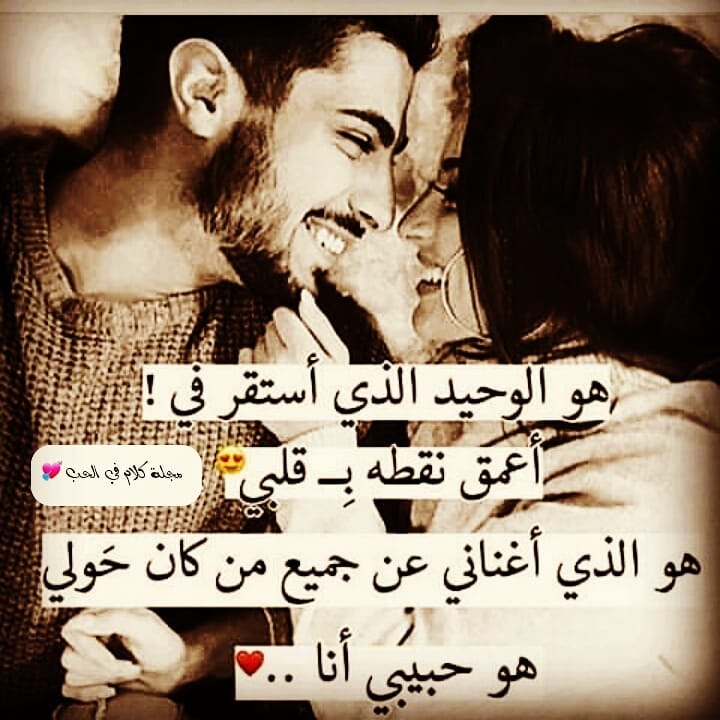 هو الوحيد الذي أستقر في !
أعمق نقطه بِــ قلبي😍
مجلة كلام في الحب 💘
هو الذي أغناني عن جميع من كان حَولي
هو حبيبي أنا ..❤